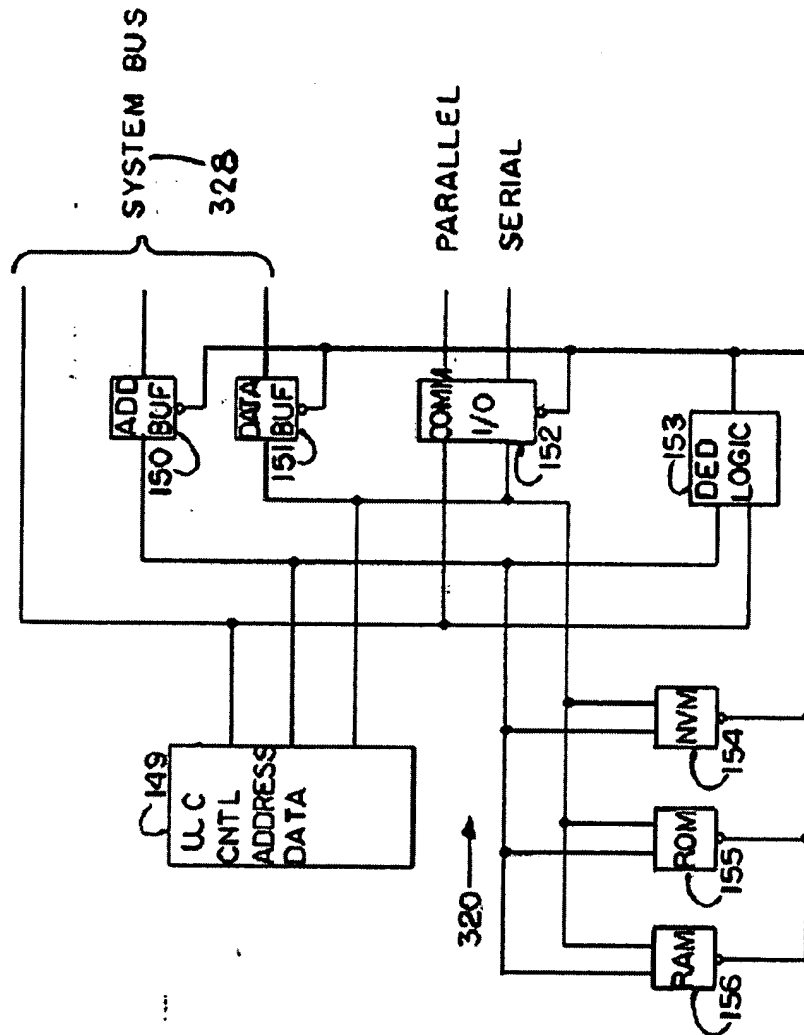 SYSTEM BUS
328
ADD
BUF
150
DATA
BUF
151
PARALLEL
SERIAL
COMM
I/O
152
DED
LOGIC
153
149
UC
CNTL
ADDRESS
DATA
320
NVM
154
ROM
155
RAM
156